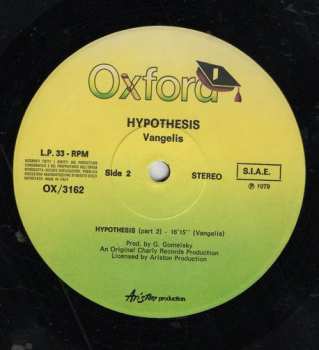 Oxford
HYPOTHESIS
Vangelis
L.P. 33 - RPM
OX/3162
Side 2
STEREO
S.I.A.E.
℗ 1979
HYPOTHESIS (part 2) - 16'15" (Vangelis)
Prod. by G. Gomelsky
An Original Charly Records Production
Licensed by Ariston Production
Ariston production